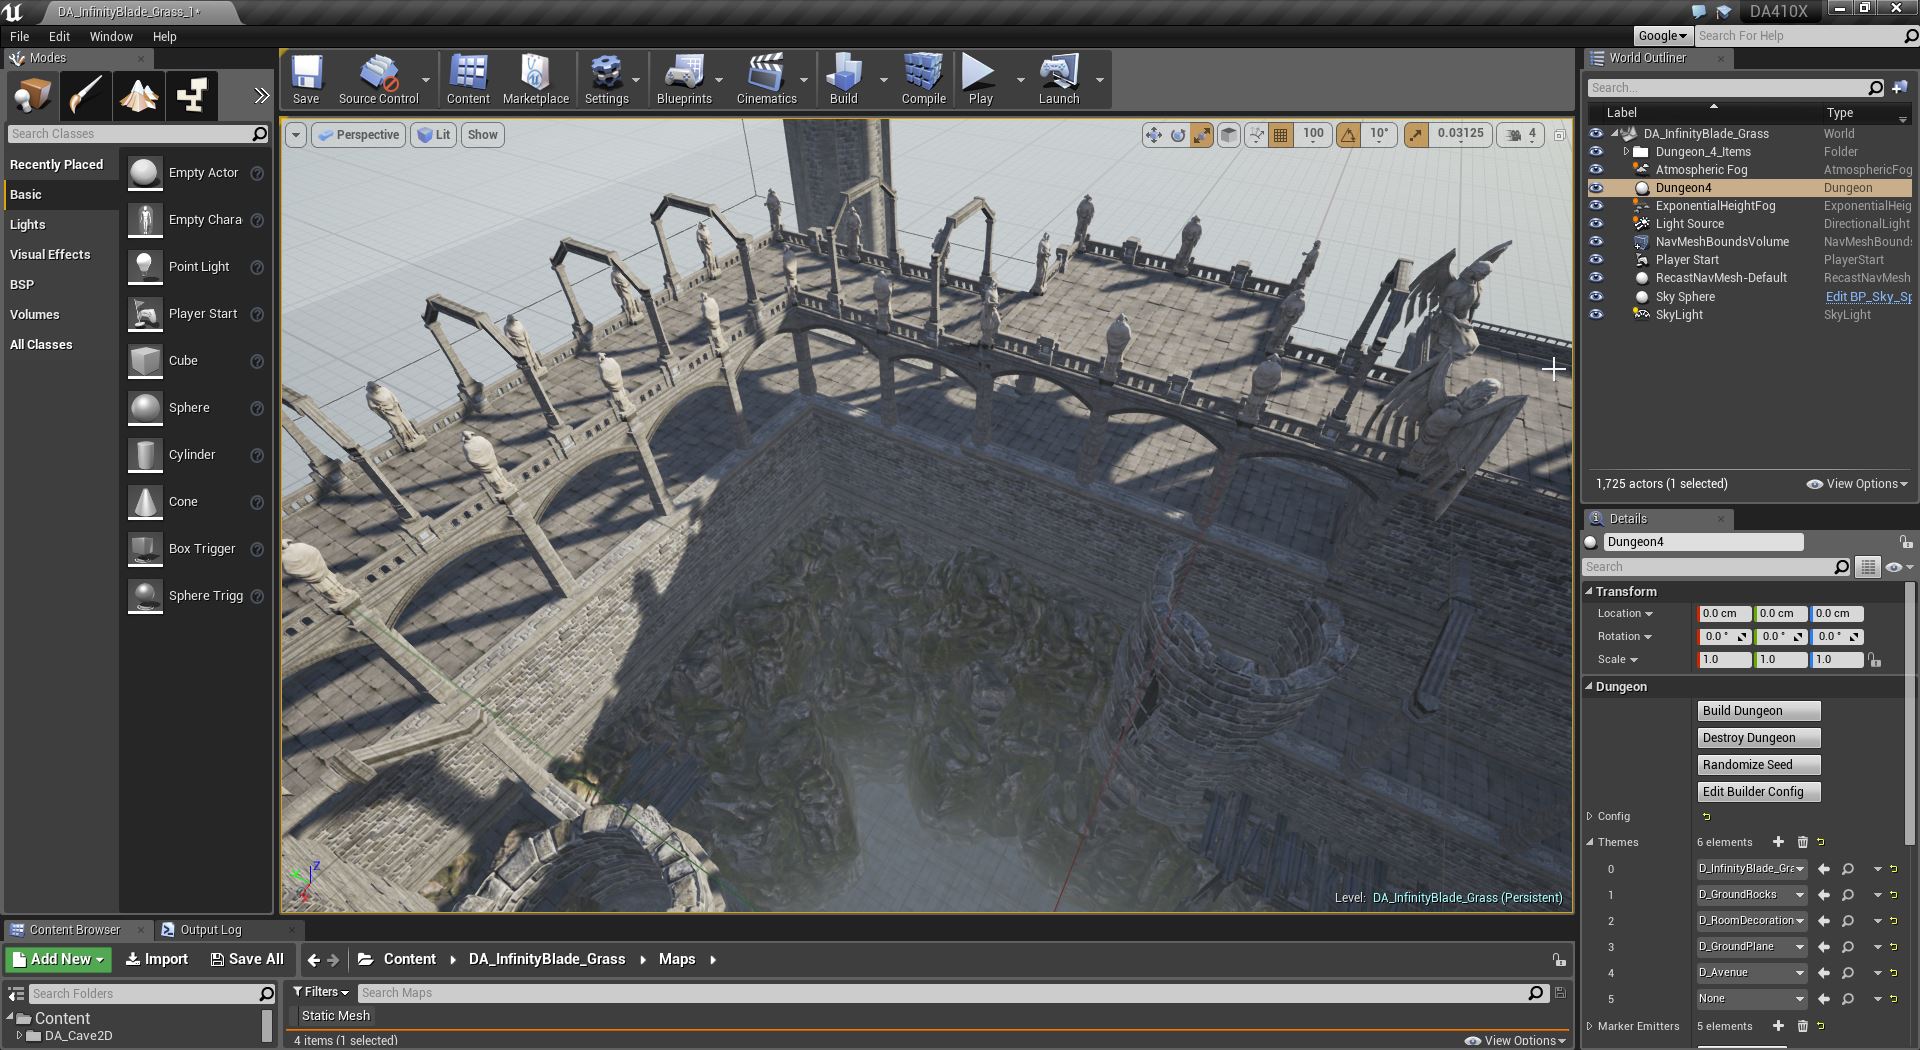 DA_InfinityBlade_Grass_1*
DA410X
File Edit Window Help
Google Search For Help
Modes
Search Classes
Recently Placed
Basic
Lights
Visual Effects
BSP
Volumes
All Classes
Empty Actor
Empty Chara
Point Light
Player Start
Cube
Sphere
Cylinder
Cone
Box Trigger
Sphere Trigg
Save Source Control Content Marketplace Settings Blueprints Cinematics Build Compile Play Launch
Perspective Lit Show
100 10° 0.03125 4
Level: DA_InfinityBlade_Grass (Persistent)
World Outliner
Search...
Label Type
DA_InfinityBlade_Grass World
Dungeon_4_Items Folder
Atmospheric Fog AtmosphericFog
Dungeon4 Dungeon
ExponentialHeightFog ExponentialHeig
Light Source DirectionalLight
NavMeshBoundsVolume NavMeshBounds
Player Start PlayerStart
RecastNavMesh-Default RecastNavMesh
Sky Sphere Edit BP_Sky_Sp
SkyLight SkyLight
1,725 actors (1 selected) View Options
Details
Dungeon4
Search
Transform
Location 0.0 cm 0.0 cm 0.0 cm
Rotation 0.0 ° 0.0 ° 0.0 °
Scale 1.0 1.0 1.0
Dungeon
Build Dungeon
Destroy Dungeon
Randomize Seed
Edit Builder Config
Config
Themes 6 elements
0 D_InfinityBlade_Gra
1 D_GroundRocks
2 D_RoomDecoration
3 D_GroundPlane
4 D_Avenue
5 None
Marker Emitters 5 elements
Content Browser Output Log
Add New Import Save All Content DA_InfinityBlade_Grass Maps
Search Folders
Content
DA_Cave2D
Filters Search Maps
Static Mesh
4 items (1 selected) View Options